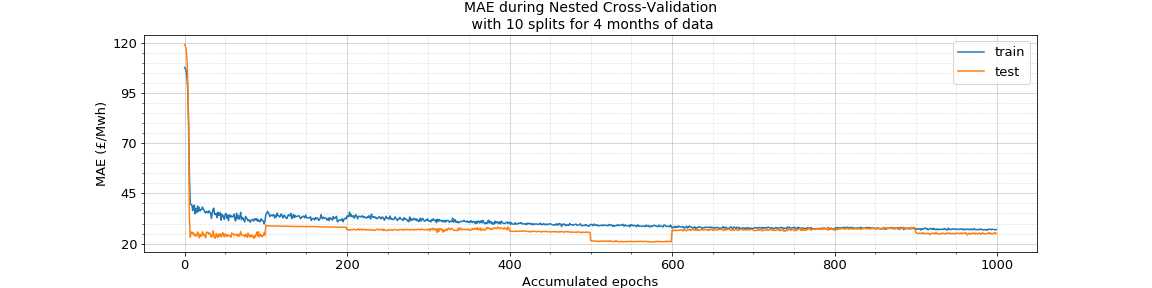 MAE during Nested Cross-Validation
with 10 splits for 4 months of data
120
95
70
45
20
MAE (£/Mwh)
train
test
0 200 400 600 800 1000
Accumulated epochs